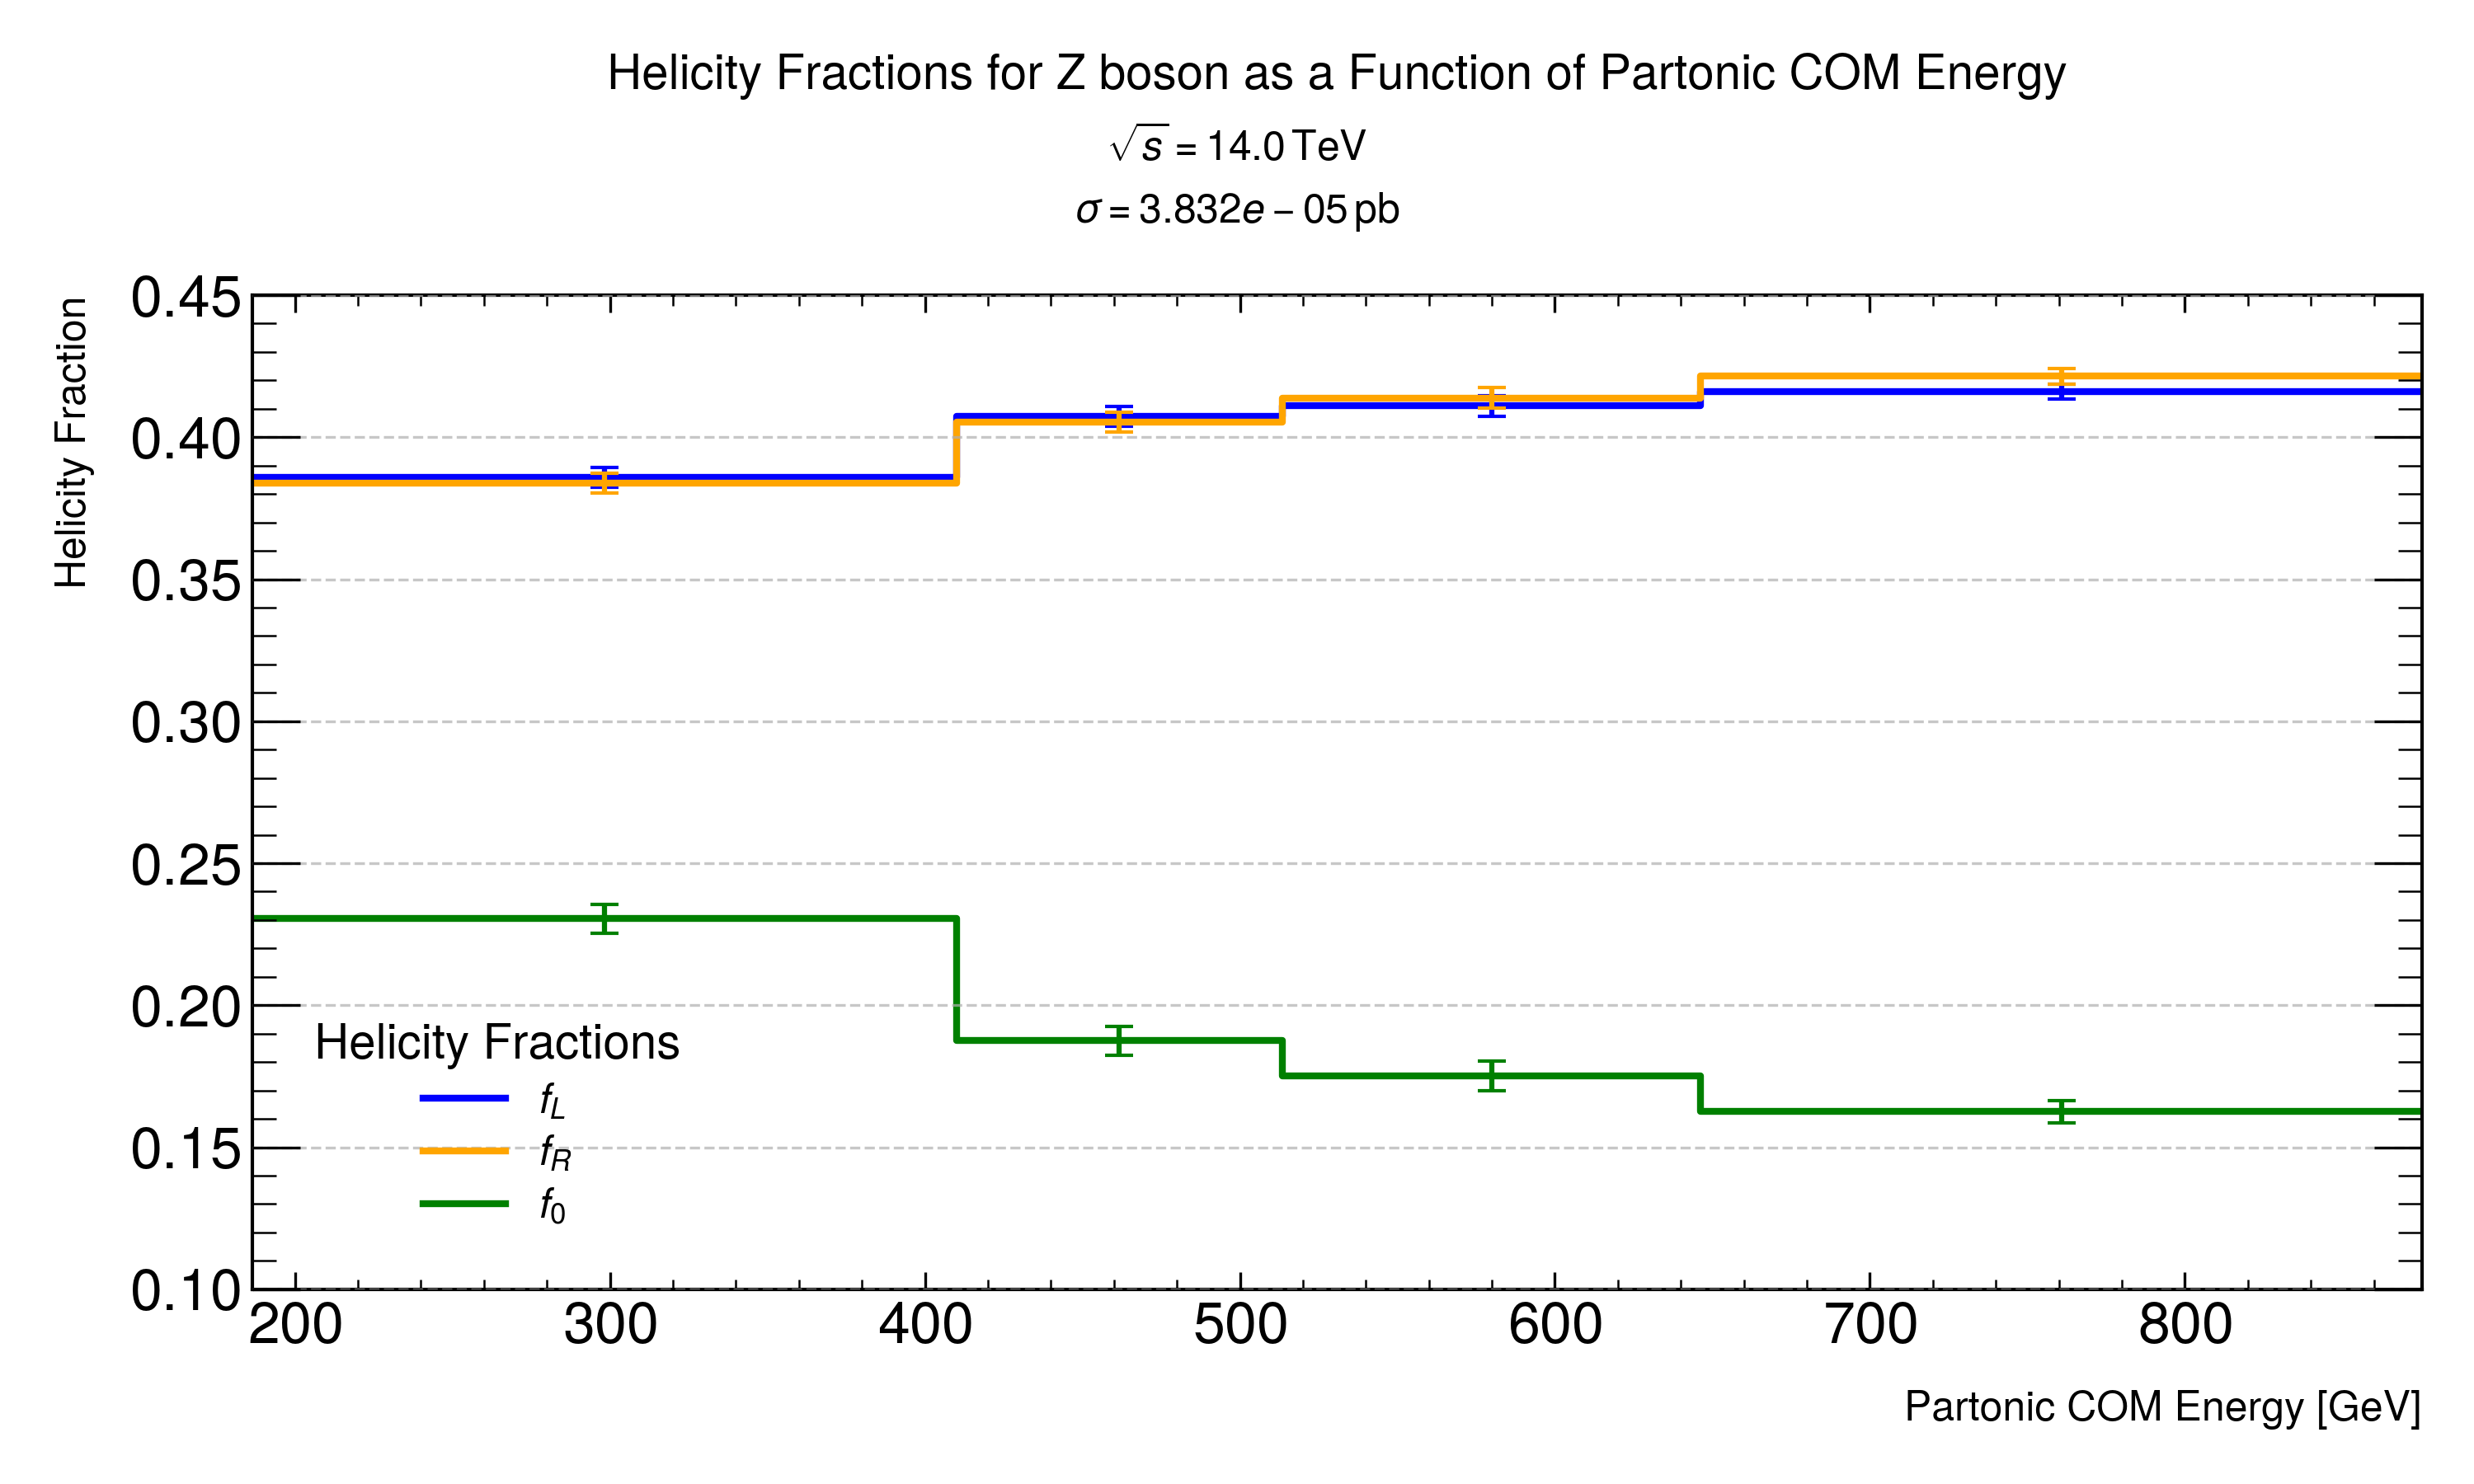 Helicity Fractions for Z boson as a Function of Partonic COM Energy
√s = 14.0 TeV
σ = 3.832e − 05 pb
Helicity Fraction
0.45
0.40
0.35
0.30
0.25
0.20
0.15
0.10
Helicity Fractions
f_L
f_R
f_0
200 300 400 500 600 700 800
Partonic COM Energy [GeV]